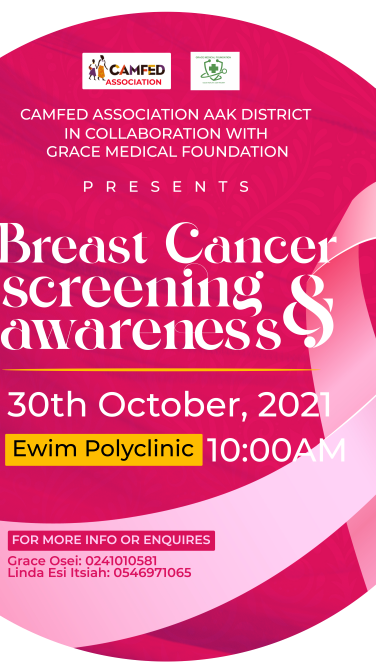 CAMFED
ASSOCIATION
CAMFED ASSOCIATION AAK DISTRICT
IN COLLABORATION WITH
GRACE MEDICAL FOUNDATION
PRESENTS
Breast Cancer
screening &
awareness
30th October, 2021
Ewim Polyclinic 10:00AM
FOR MORE INFO OR ENQUIRES
Grace Osei: 0241010581
Linda Esi Itsiah: 0546971065